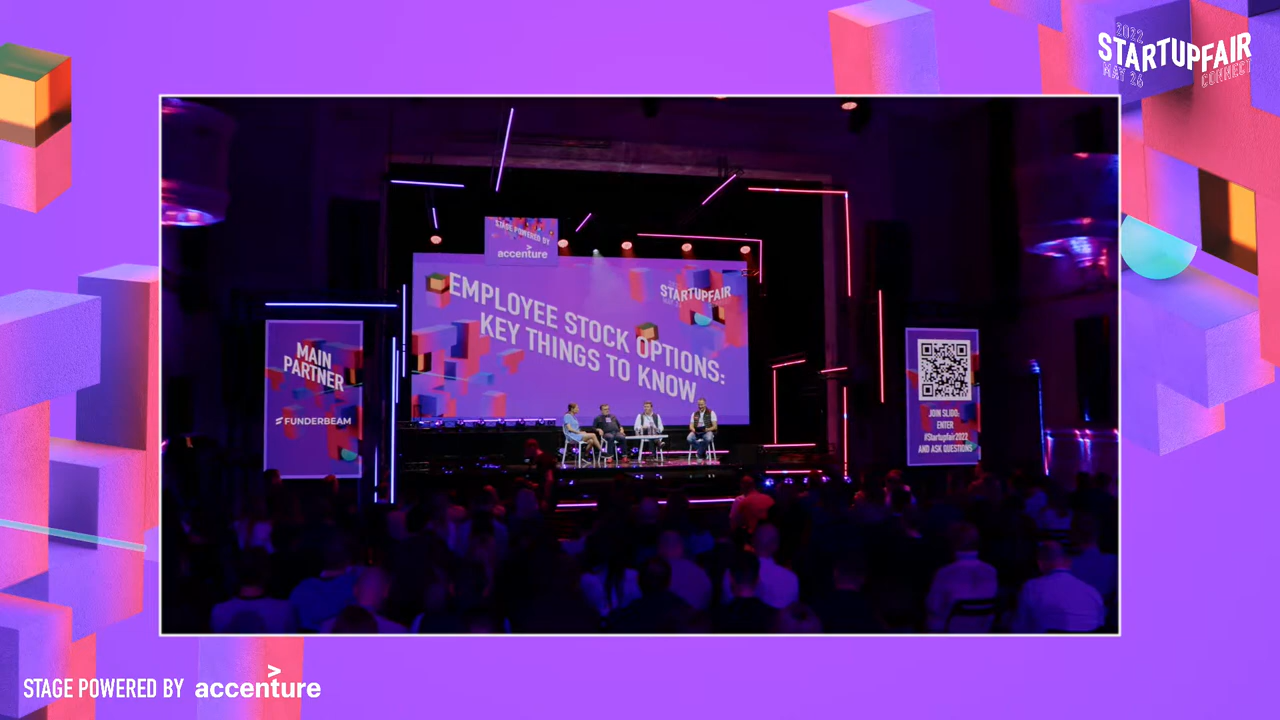 2022
STARTUPFAIR
MAY 26
CONNECT
STAGE POWERED BY
accenture
EMPLOYEE STOCK OPTIONS:
KEY THINGS TO KNOW
STARTUPFAIR
MAIN
PARTNER
FUNDERBEAM
JOIN SLIDO:
ENTER
#Startupfair2022
AND ASK QUESTIONS
STAGE POWERED BY accenture